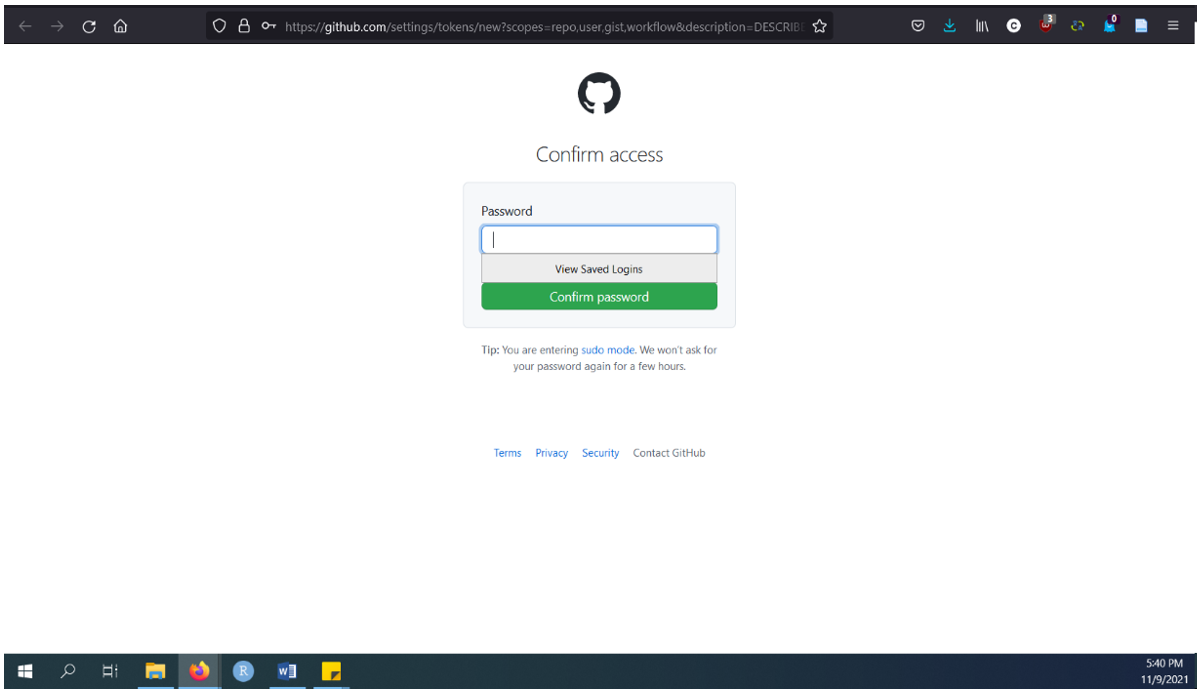 https://github.com/settings/tokens/new?scopes=repo,user,gist,workflow&description=DESCRIBE
3
0
Confirm access
Password
View Saved Logins
Confirm password
Tip: You are entering sudo mode. We won't ask for
your password again for a few hours.
Terms Privacy Security Contact GitHub
5:40 PM
11/9/2021